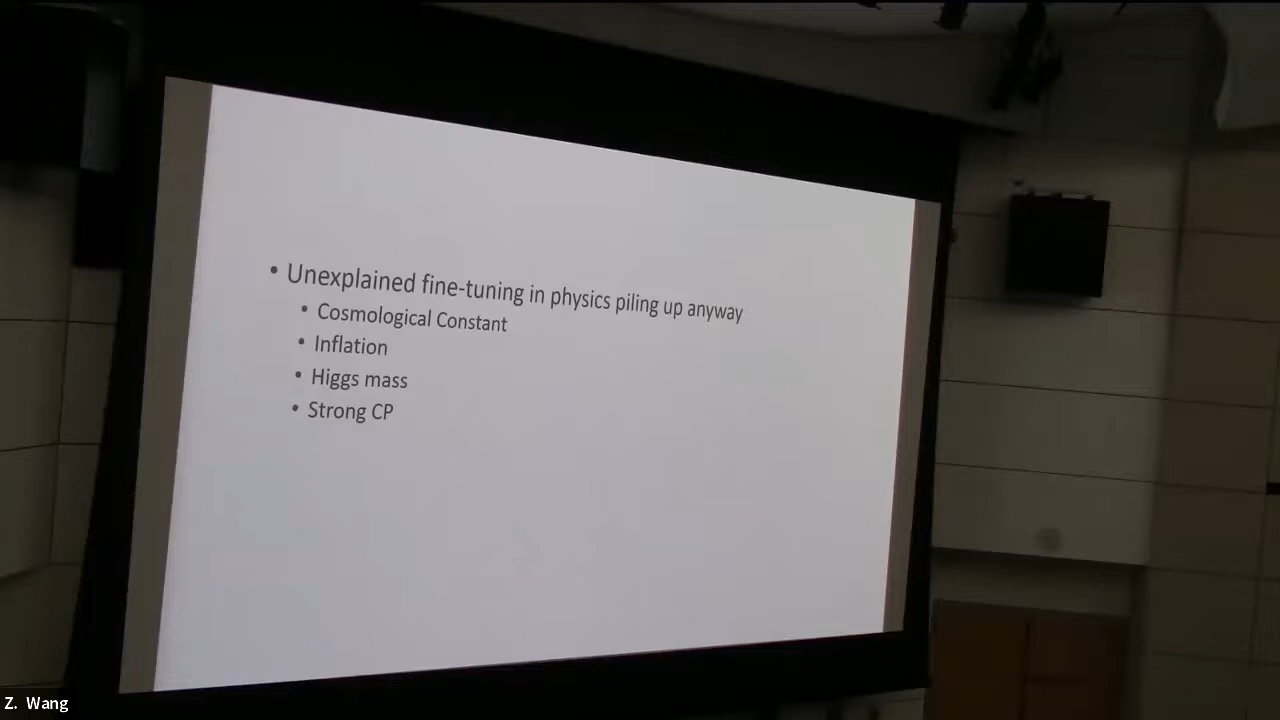 • Unexplained fine-tuning in physics piling up anyway
• Cosmological Constant
• Inflation
• Higgs mass
• Strong CP
Z. Wang